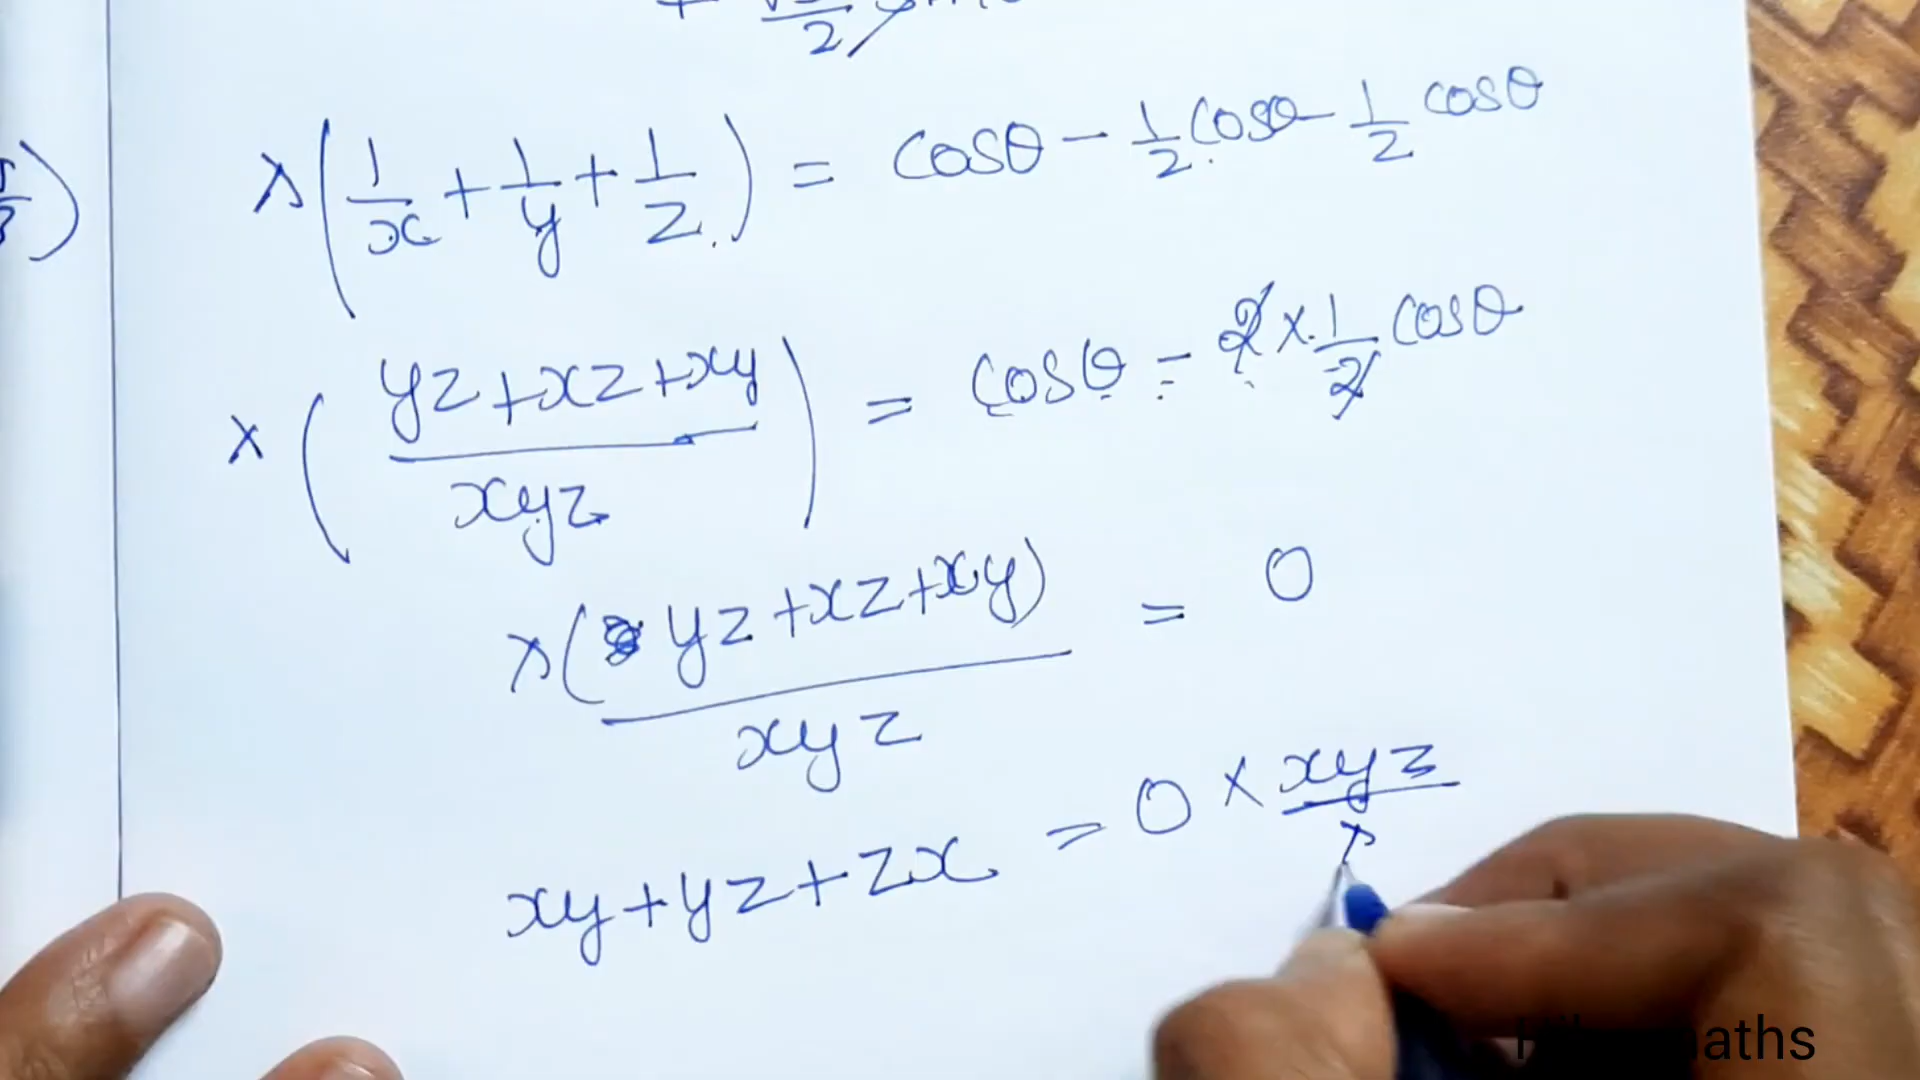 2
λ(1/x + 1/y + 1/z) = cosθ - 1/2 cosθ - 1/2 cosθ
λ(yz+xz+xy/xyz) = cosθ - 2 × 1/2 cosθ
λ(yz+xz+xy)/xyz = 0
xy+yz+zx = 0 × xyz/λ